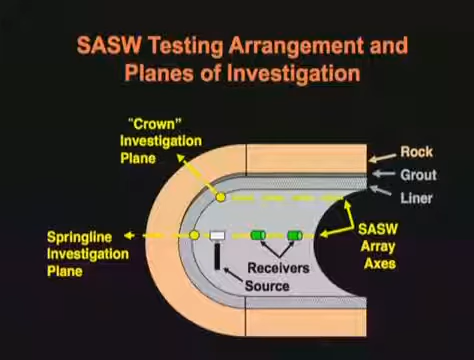 SASW Testing Arrangement and
Planes of Investigation
"Crown"
Investigation
Plane
Rock
Grout
Liner
Springline
Investigation
Plane
SASW
Array
Axes
Receivers
Source